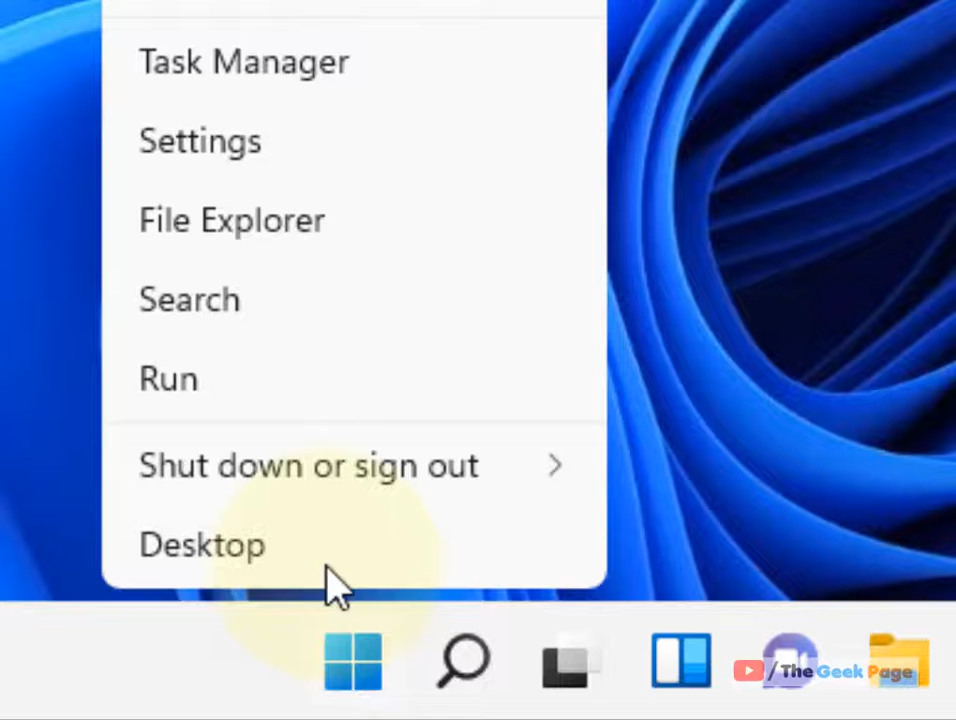 Task Manager
Settings
File Explorer
Search
Run
Shut down or sign out
Desktop
/The Geek Page